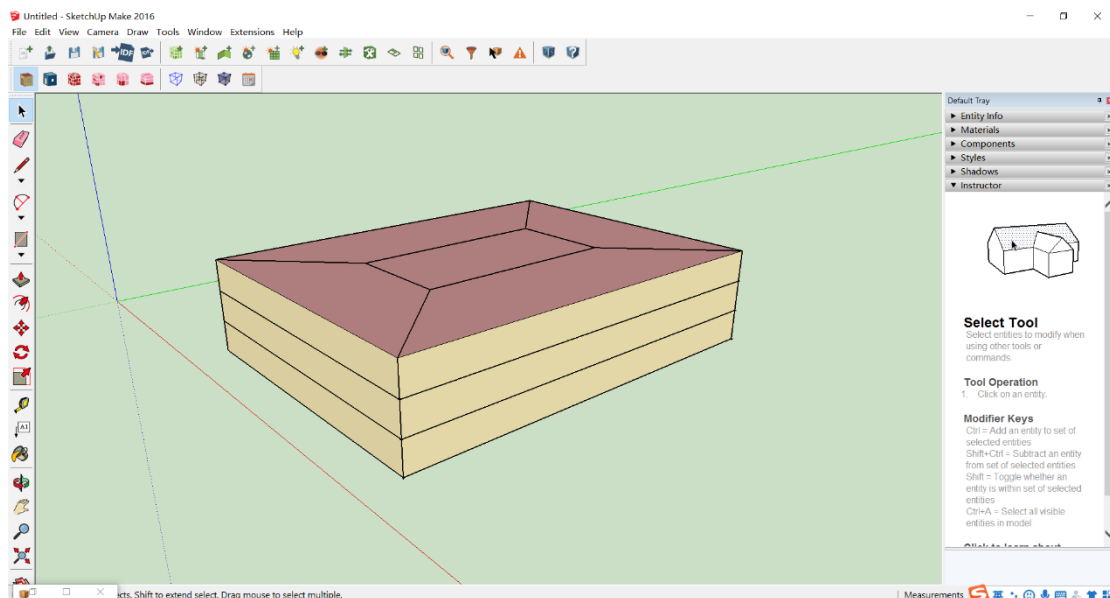 Untitled - SketchUp Make 2016
File Edit View Camera Draw Tools Window Extensions Help
IDF
Default Tray
Entity Info
Materials
Components
Styles
Shadows
Instructor
Select Tool
Select entities to modify when
using other tools or
commands.
Tool Operation
1. Click on an entity.
Modifier Keys
Ctrl = Add an entity to set of
selected entities
Shift+Ctrl = Subtract an entity
from set of selected entities
Shift = Toggle whether an
entity is within set of selected
entities
Ctrl+A = Select all visible
entities in model
A1
Shift to extend select. Drag mouse to select multiple.
Measurements
英